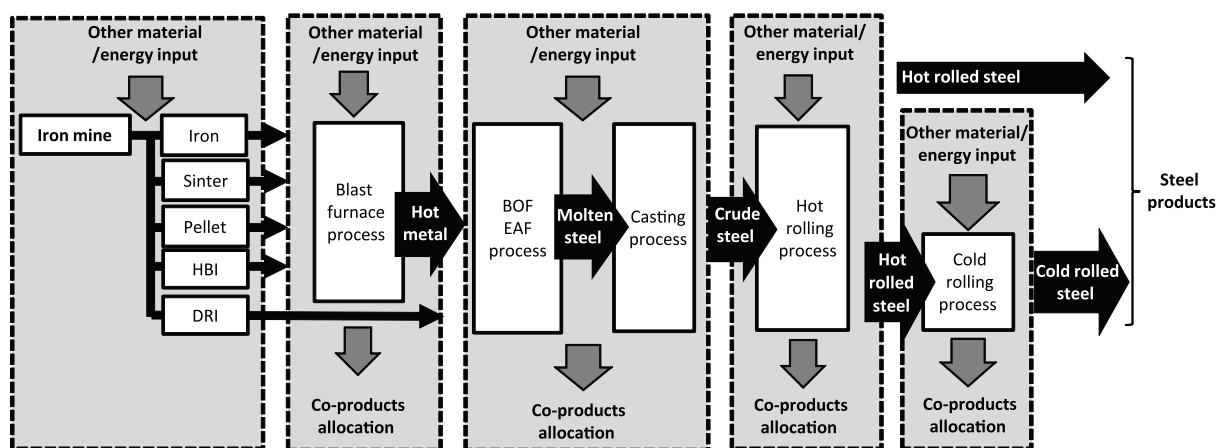 Other material
/energy input
Iron mine
Iron
Sinter
Pellet
HBI
DRI
Other material
/energy input
Blast
furnace
process
Hot
metal
Co-products
allocation
Other material
/energy input
BOF
EAF
process
Molten
steel
Casting
process
Co-products
allocation
Crude
steel
Other material/
energy input
Hot
rolling
process
Co-products
allocation
Hot rolled steel
Hot
rolled
steel
Other material/
energy input
Cold
rolling
process
Co-products
allocation
Cold rolled
steel
Steel
products